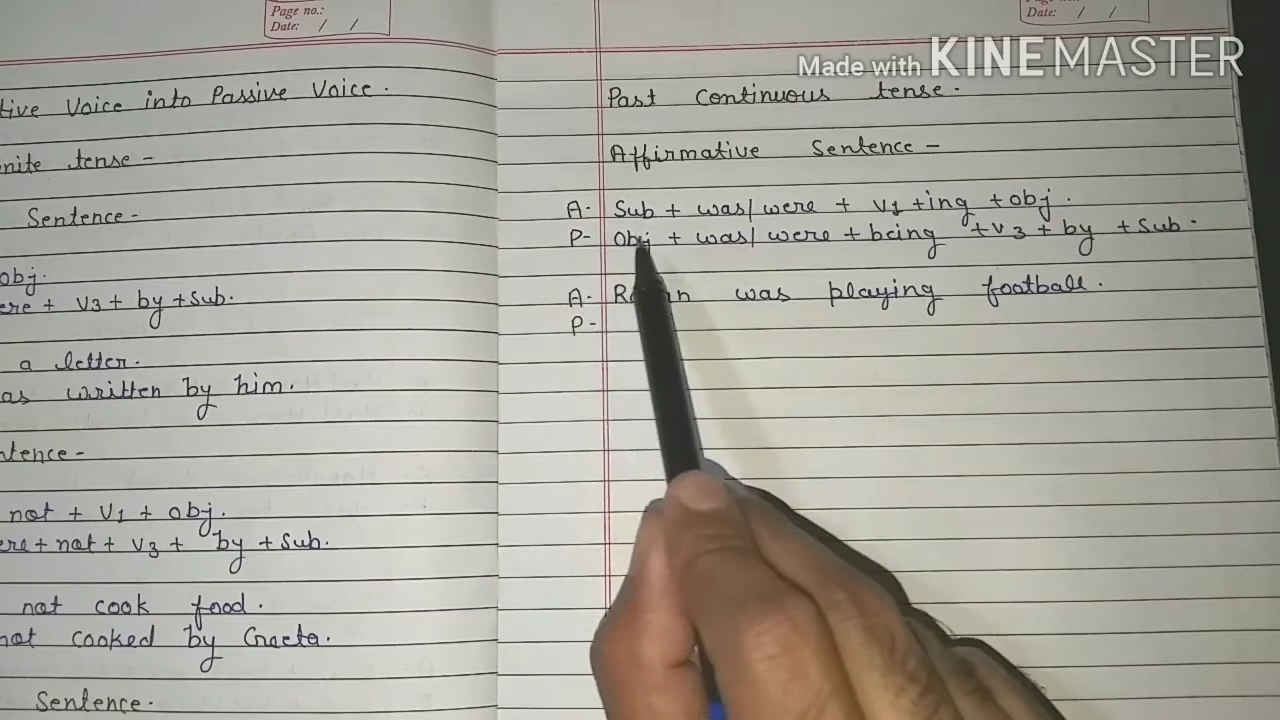 Page no.:
Date: / /
tive Voice into Passive Voice.
nite tense-
Sentence-
obj.
ere + v3 + by + sub.
a letter.
as written by him.
ntence-
not + v1 + obj.
ere + not + v3 + by + sub.
not cook food.
not cooked by Geeta.
Sentence.
Made with KINEMASTER
Date: / /
Past continuous tense.
Affirmative Sentence-
A- Sub + was/were + v1 + ing + obj.
P- Obj + was/were + being + v3 + by + sub.
A- was playing football.
P-